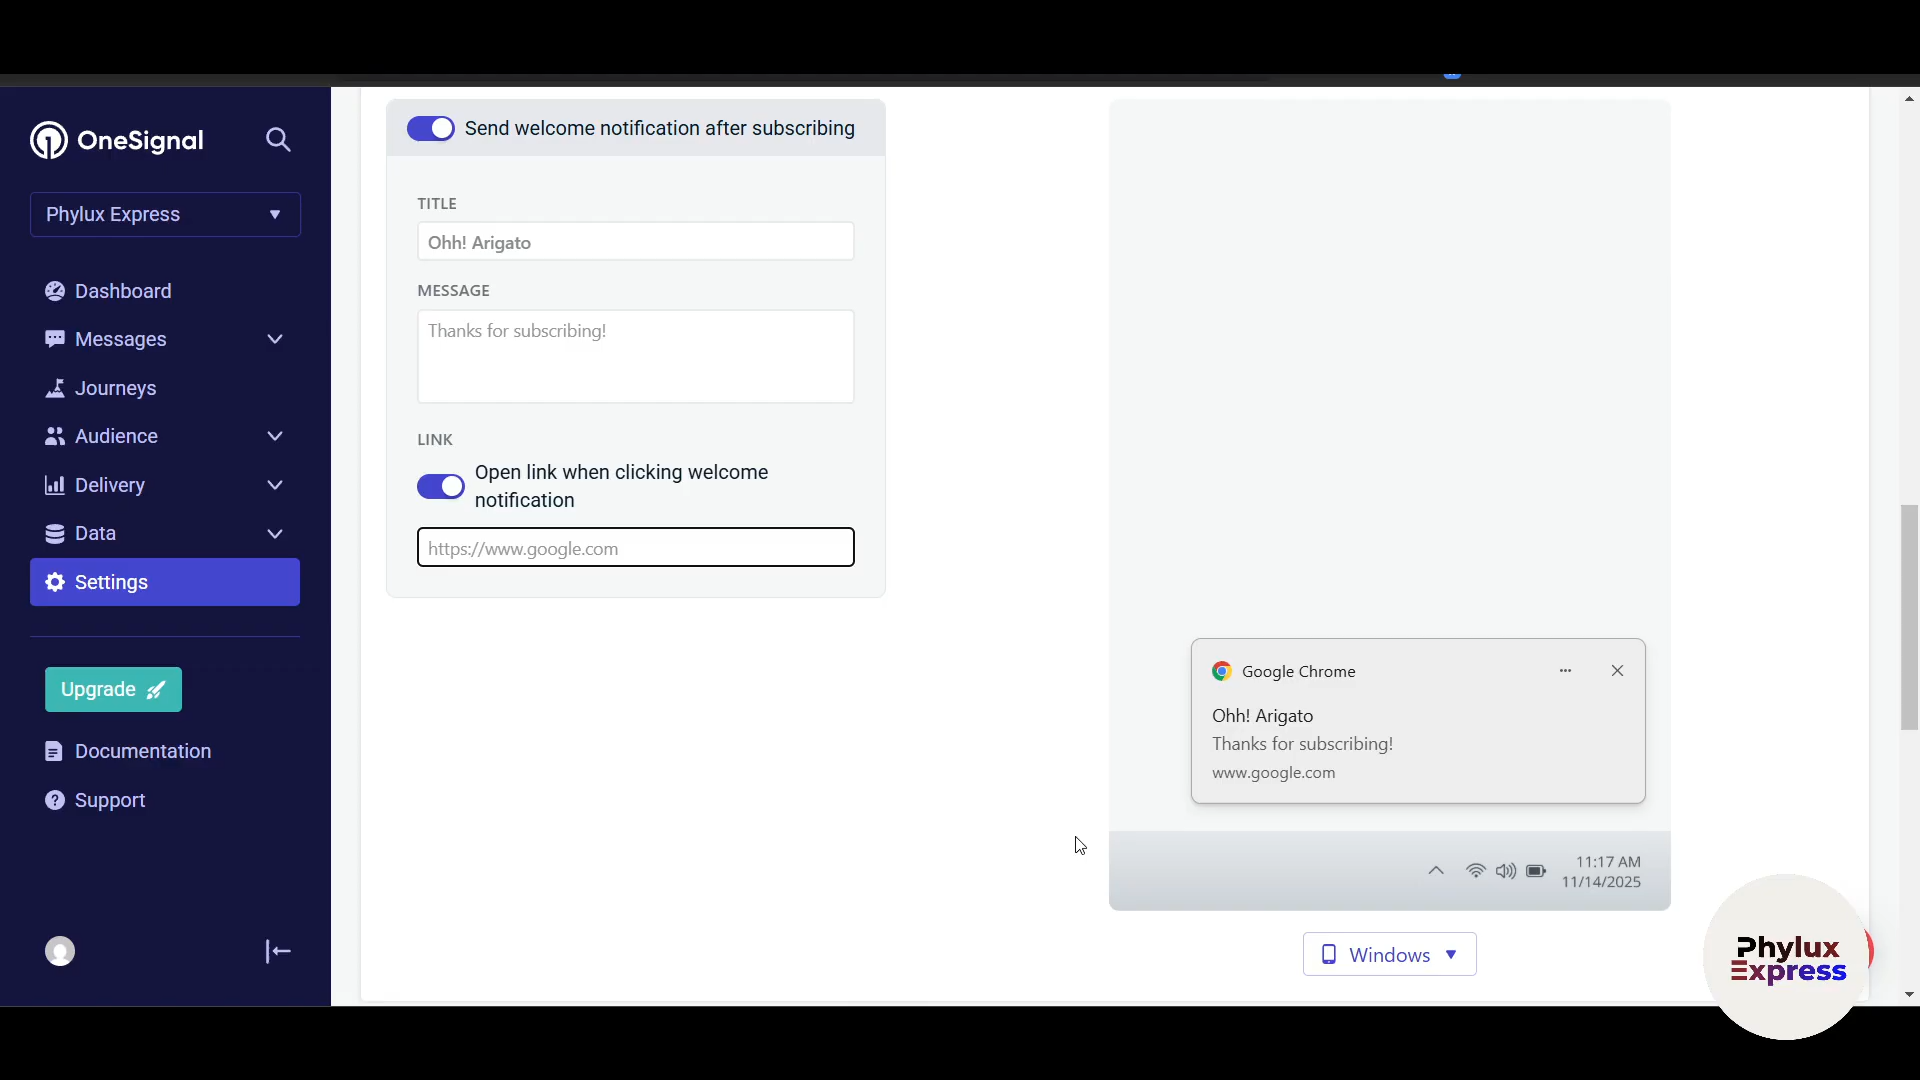 OneSignal
Phylux Express
Dashboard
Messages
Journeys
Audience
Delivery
Data
Settings
Upgrade
Documentation
Support
Send welcome notification after subscribing
TITLE
Ohh! Arigato
MESSAGE
Thanks for subscribing!
LINK
Open link when clicking welcome
notification
https://www.google.com
Google Chrome
Ohh! Arigato
Thanks for subscribing!
www.google.com
11:17 AM
11/14/2025
Windows
Phylux
Express